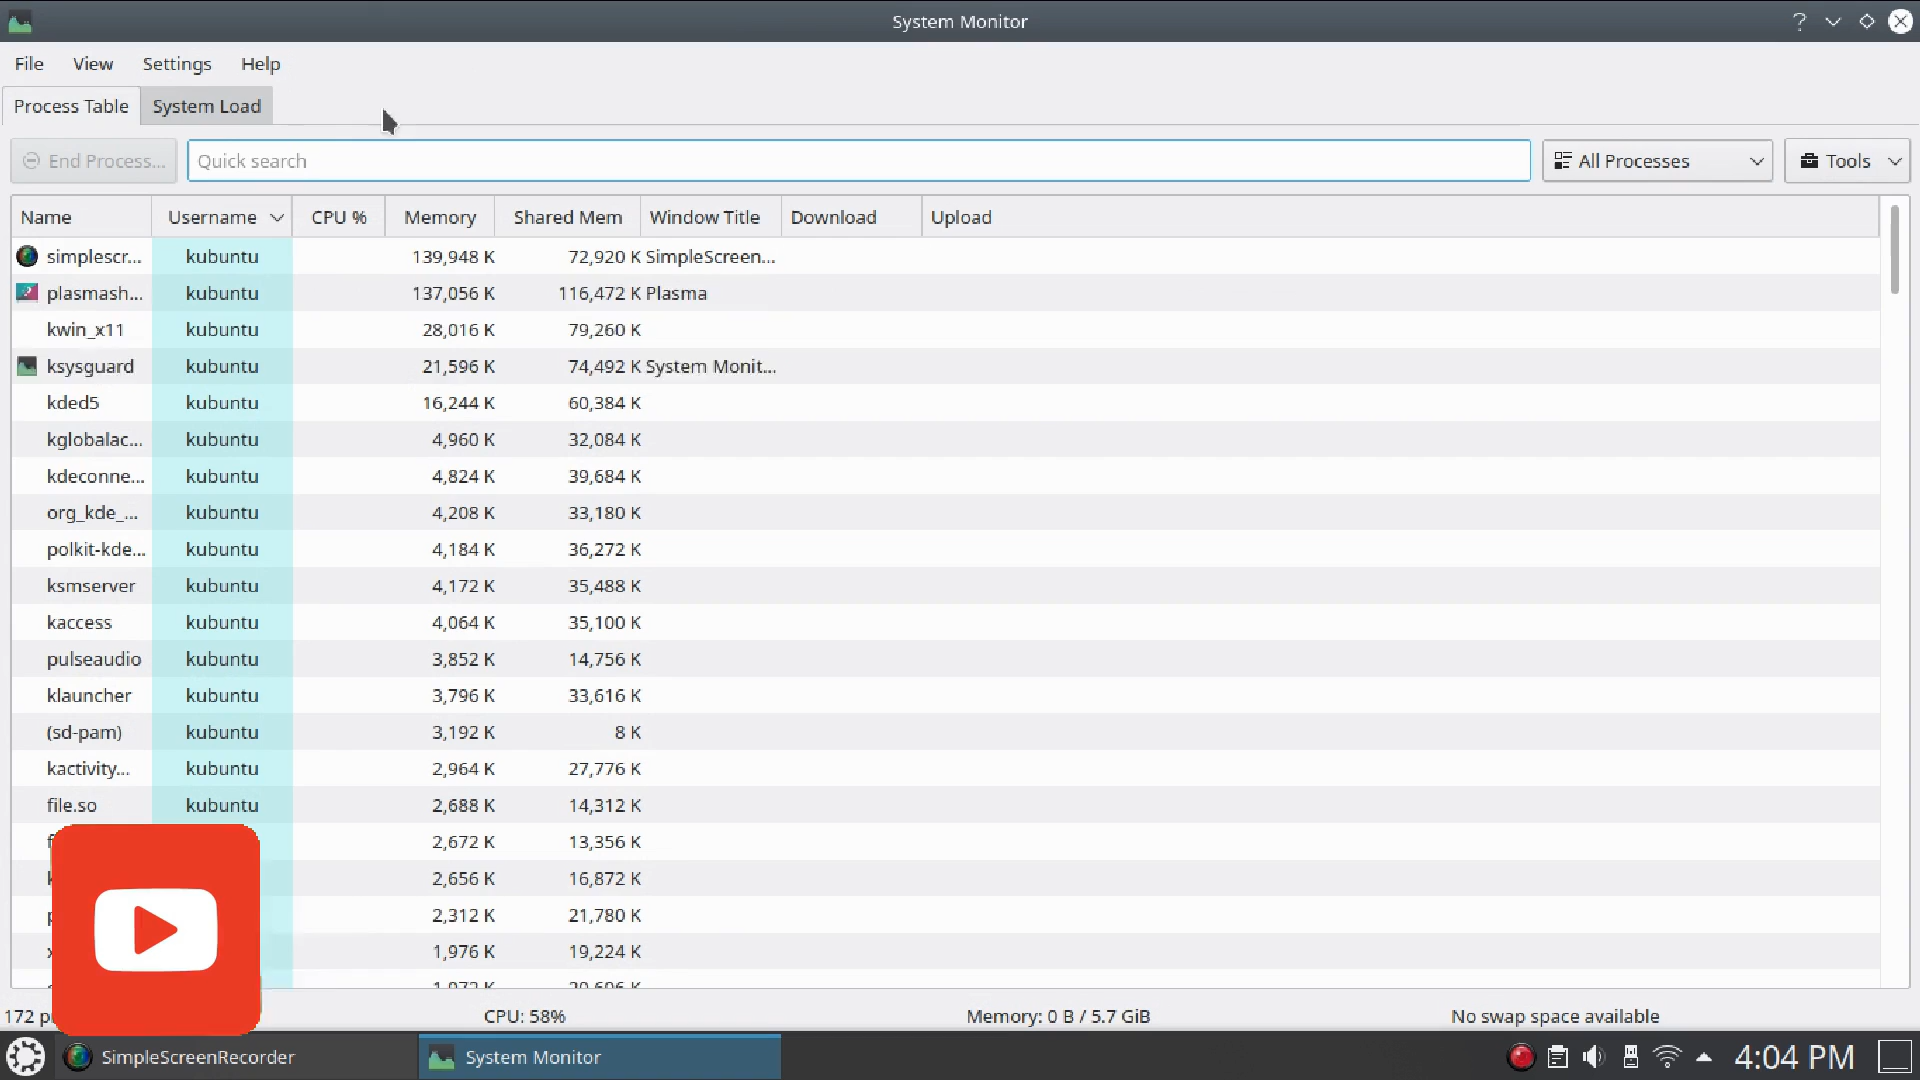 System Monitor
File View Settings Help
Process Table System Load
End Process... Quick search All Processes Tools
Name Username CPU % Memory Shared Mem Window Title Download Upload
simplescr... kubuntu 139,948 K 72,920 K SimpleScreen...
plasmash... kubuntu 137,056 K 116,472 K Plasma
kwin_x11 kubuntu 28,016 K 79,260 K
ksysguard kubuntu 21,596 K 74,492 K System Monit...
kded5 kubuntu 16,244 K 60,384 K
kglobalac... kubuntu 4,960 K 32,084 K
kdeconne... kubuntu 4,824 K 39,684 K
org_kde_... kubuntu 4,208 K 33,180 K
polkit-kde... kubuntu 4,184 K 36,272 K
ksmserver kubuntu 4,172 K 35,488 K
kaccess kubuntu 4,064 K 35,100 K
pulseaudio kubuntu 3,852 K 14,756 K
klauncher kubuntu 3,796 K 33,616 K
(sd-pam) kubuntu 3,192 K 8 K
kactivity... kubuntu 2,964 K 27,776 K
file.so kubuntu 2,688 K 14,312 K
2,672 K 13,356 K
2,656 K 16,872 K
2,312 K 21,780 K
1,976 K 19,224 K
172 CPU: 58% Memory: 0 B / 5.7 GiB No swap space available
SimpleScreenRecorder System Monitor 4:04 PM